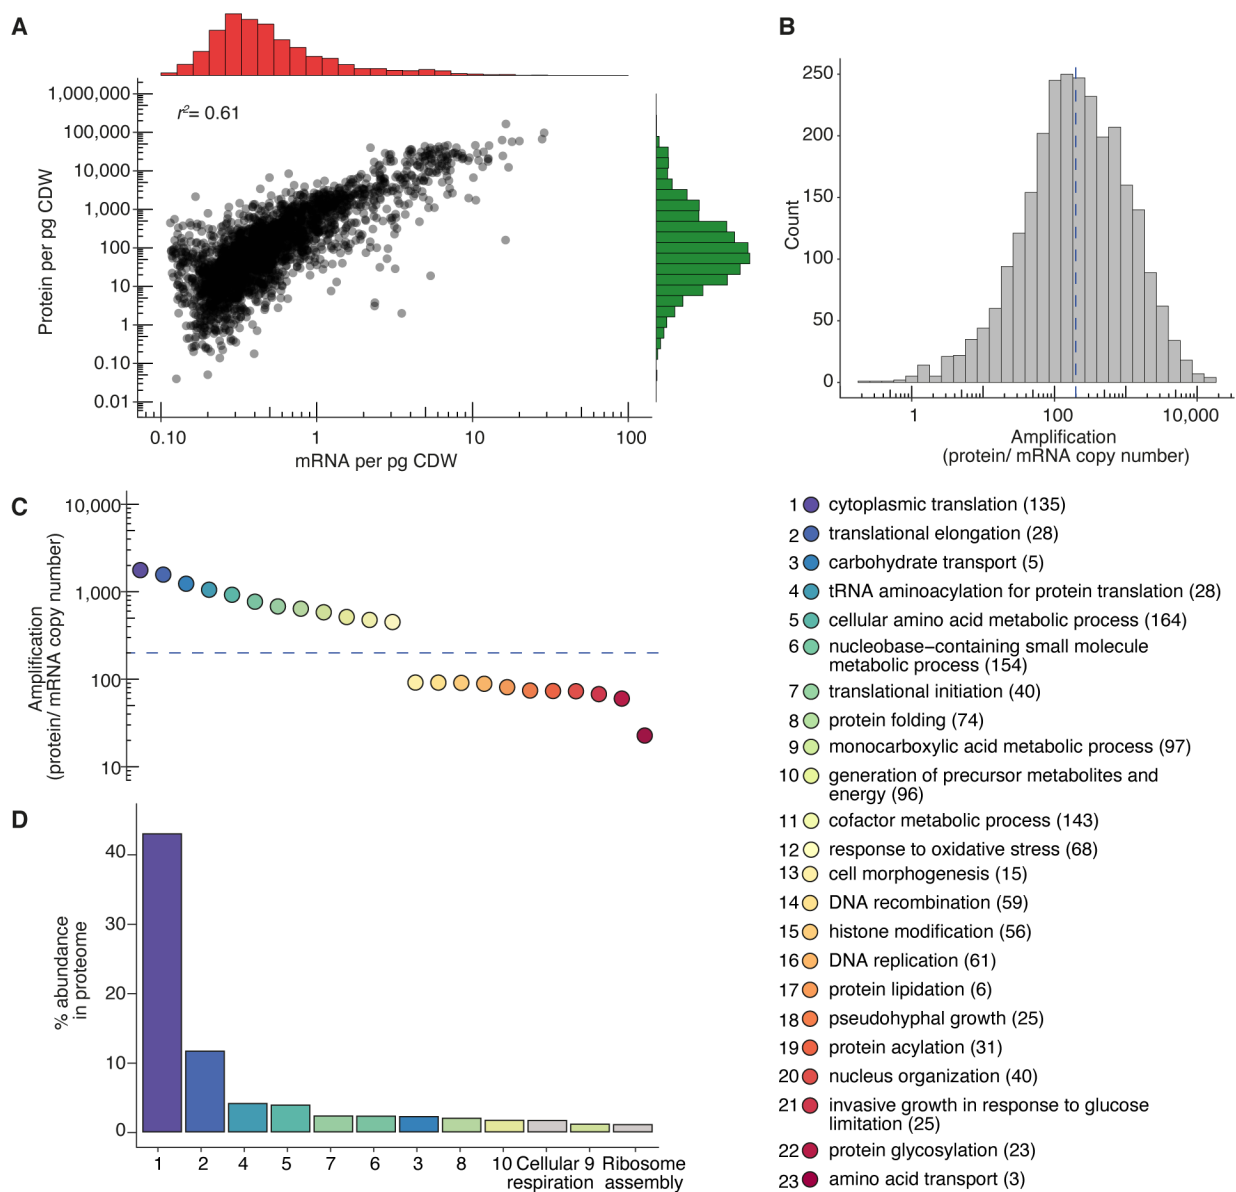 A
r²= 0.61
1,000,000
100,000
10,000
1,000
100
10
1
0.10
0.01
Protein per pg CDW
0.10
1
10
100
mRNA per pg CDW
B
250
200
150
100
50
0
Count
1
100
10,000
Amplification
(protein/ mRNA copy number)
C
10,000
1,000
100
10
Amplification
(protein/ mRNA copy number)
D
40
30
20
10
0
% abundance
in proteome
1 2 4 5 7 6 3 8 10 Cellular 9 Ribosome
respiration assembly
1 cytoplasmic translation (135)
2 translational elongation (28)
3 carbohydrate transport (5)
4 tRNA aminoacylation for protein translation (28)
5 cellular amino acid metabolic process (164)
6 nucleobase−containing small molecule
metabolic process (154)
7 translational initiation (40)
8 protein folding (74)
9 monocarboxylic acid metabolic process (97)
10 generation of precursor metabolites and
energy (96)
11 cofactor metabolic process (143)
12 response to oxidative stress (68)
13 cell morphogenesis (15)
14 DNA recombination (59)
15 histone modification (56)
16 DNA replication (61)
17 protein lipidation (6)
18 pseudohyphal growth (25)
19 protein acylation (31)
20 nucleus organization (40)
21 invasive growth in response to glucose
limitation (25)
22 protein glycosylation (23)
23 amino acid transport (3)